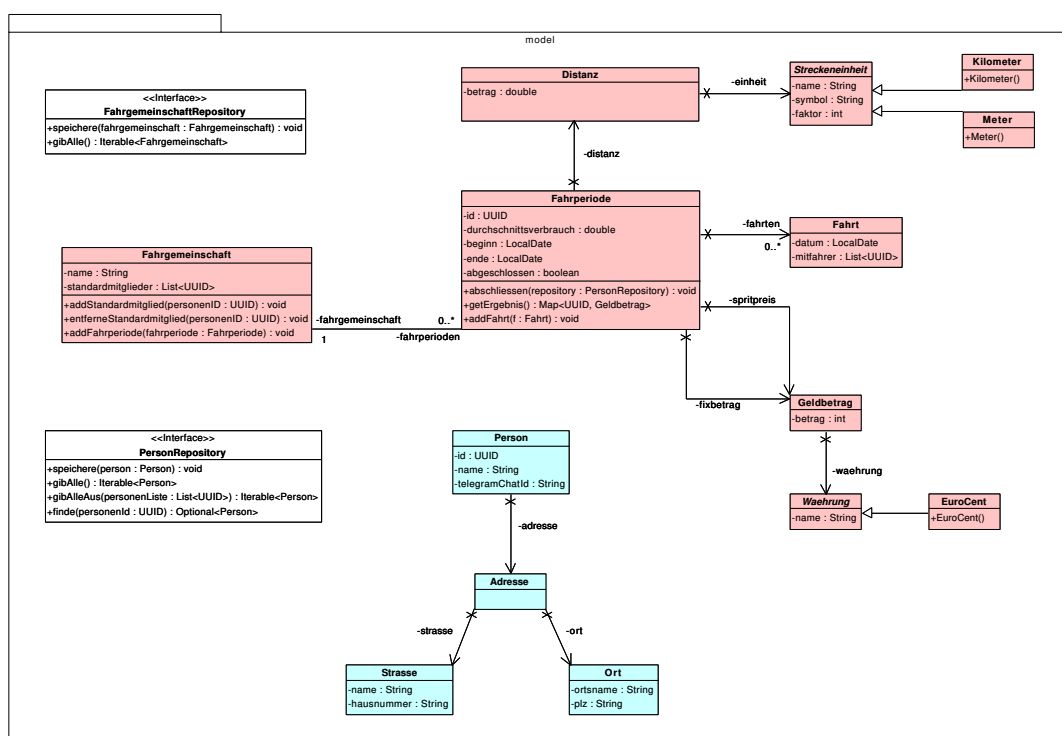 model
<<Interface>>
FahrgemeinschaftRepository
+speichere(fahrgemeinschaft : Fahrgemeinschaft) : void
+gibAlle() : Iterable<Fahrgemeinschaft>
Distanz
-betrag : double
-einheit
Streckeneinheit
-name : String
-symbol : String
-faktor : int
Kilometer
+Kilometer()
Meter
+Meter()
-distanz
Fahrperiode
-id : UUID
-durchschnittsverbrauch : double
-beginn : LocalDate
-ende : LocalDate
-abgeschlossen : boolean
+abschliessen(repository : PersonRepository) : void
+getErgebnis() : Map<UUID, Geldbetrag>
+addFahrt(f : Fahrt) : void
-fahrten
0..*
Fahrt
-datum : LocalDate
-mitfahrer : List<UUID>
Fahrgemeinschaft
-name : String
-standardmitglieder : List<UUID>
+addStandardmitglied(personenID : UUID) : void
+entferneStandardmitglied(personenID : UUID) : void
+addFahrperiode(fahrperiode : Fahrperiode) : void
-fahrgemeinschaft
0..*
1
-fahrperioden
-spritpreis
-fixbetrag
Geldbetrag
-betrag : int
-waehrung
Waehrung
-name : String
EuroCent
+EuroCent()
<<Interface>>
PersonRepository
+speichere(person : Person) : void
+gibAlle() : Iterable<Person>
+gibAlleAus(personenListe : List<UUID>) : Iterable<Person>
+finde(personenId : UUID) : Optional<Person>
Person
-id : UUID
-name : String
-telegramChatId : String
-adresse
Adresse
-strasse
-ort
Strasse
-name : String
-hausnummer : String
Ort
-ortsname : String
-plz : String